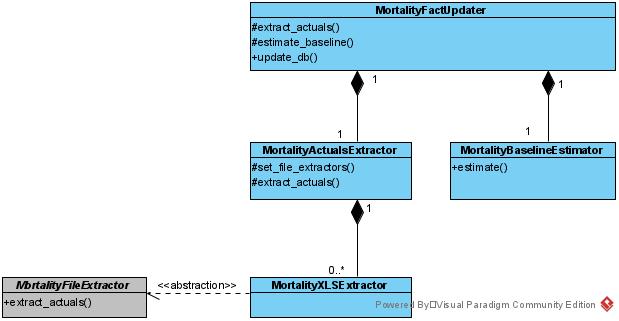 MortalityFactUpdater
#extract_actuals()
#estimate_baseline()
+update_db()
1
1
1
1
MortalityActualsExtractor
#set_file_extractors()
#extract_actuals()
MortalityBaselineEstimator
+estimate()
1
0..*
MortalityFileExtractor
+extract_actuals()
<<abstraction>>
MortalityXLSExtractor
Powered By Visual Paradigm Community Edition